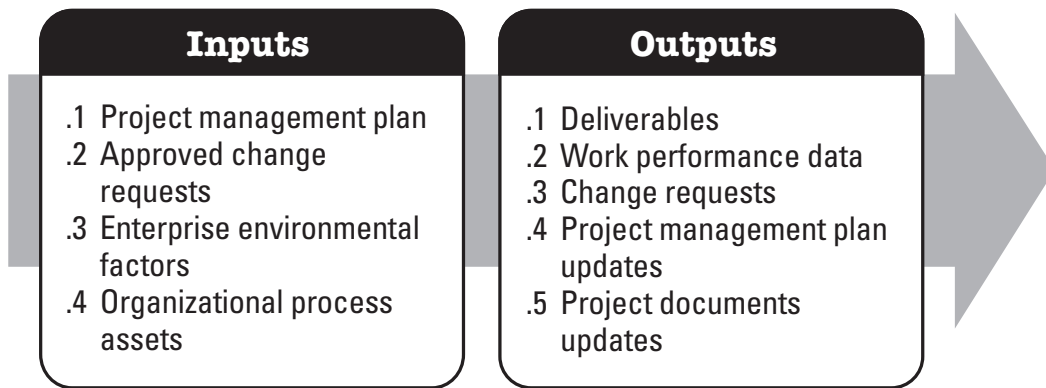 Inputs
.1 Project management plan
.2 Approved change
requests
.3 Enterprise environmental
factors
.4 Organizational process
assets
Outputs
.1 Deliverables
.2 Work performance data
.3 Change requests
.4 Project management plan
updates
.5 Project documents
updates